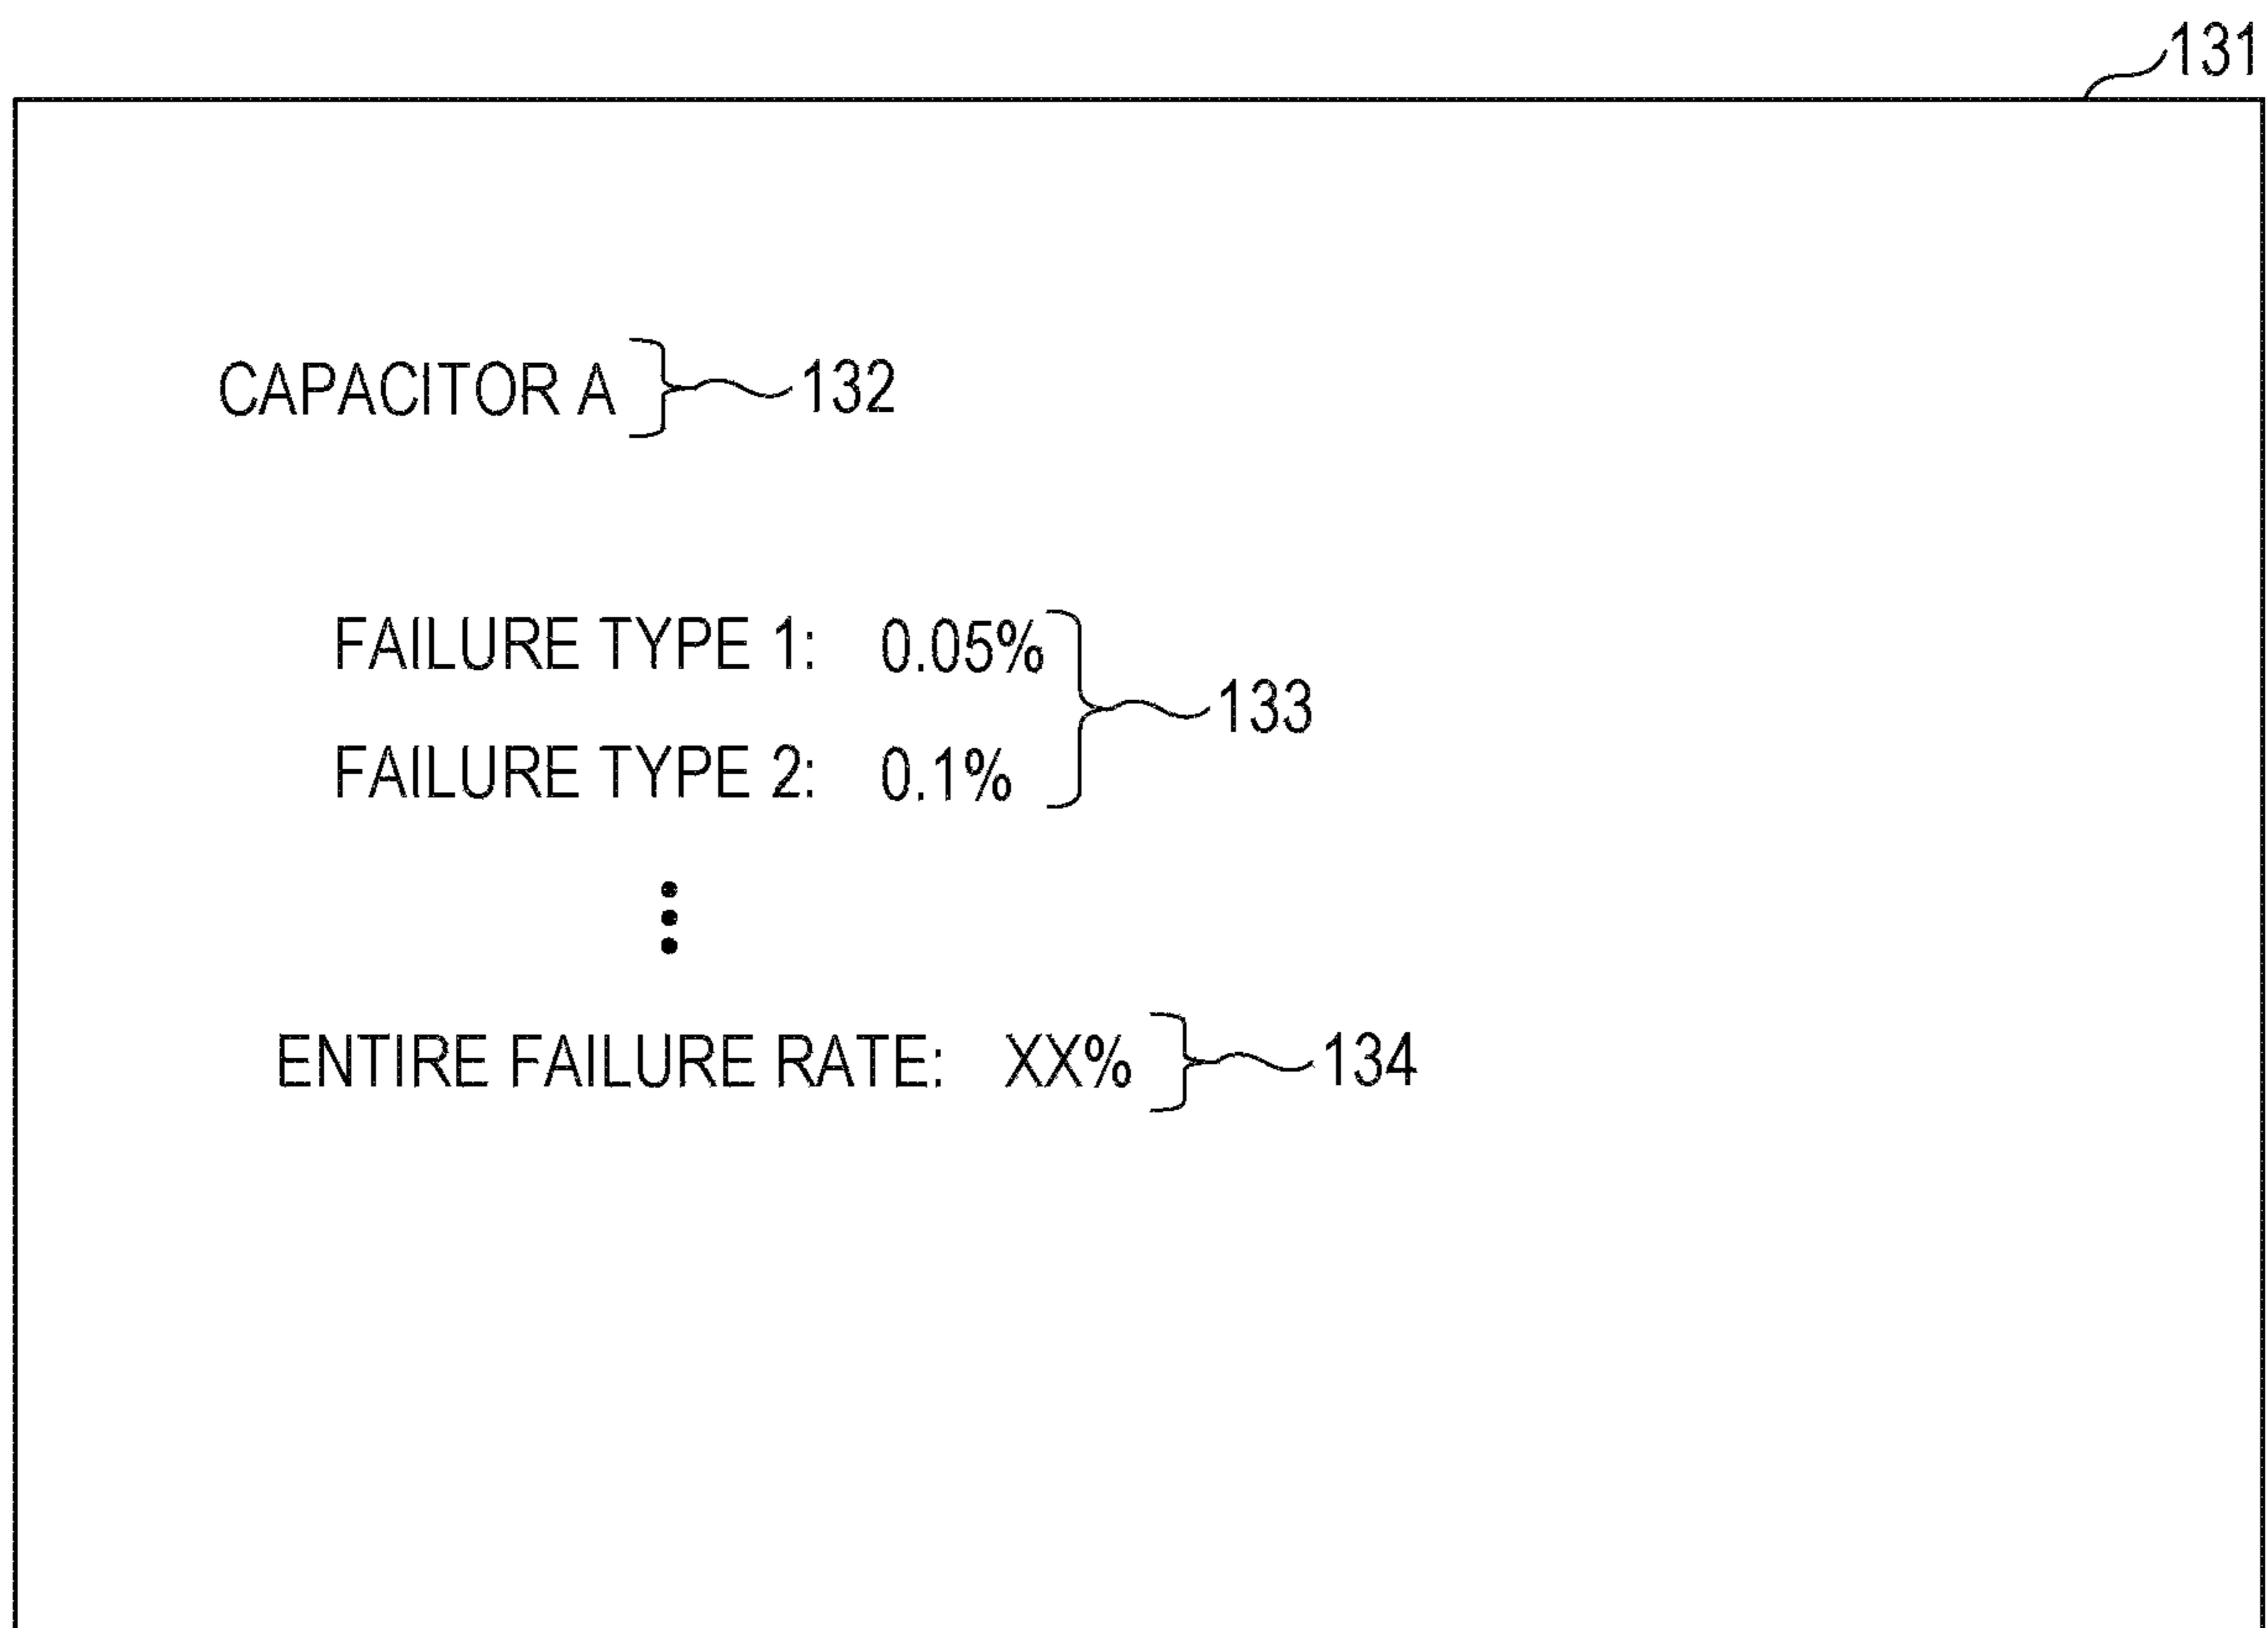 131
CAPACITOR A 132
FAILURE TYPE 1: 0.05%
133
FAILURE TYPE 2: 0.1%
ENTIRE FAILURE RATE: XX% 134